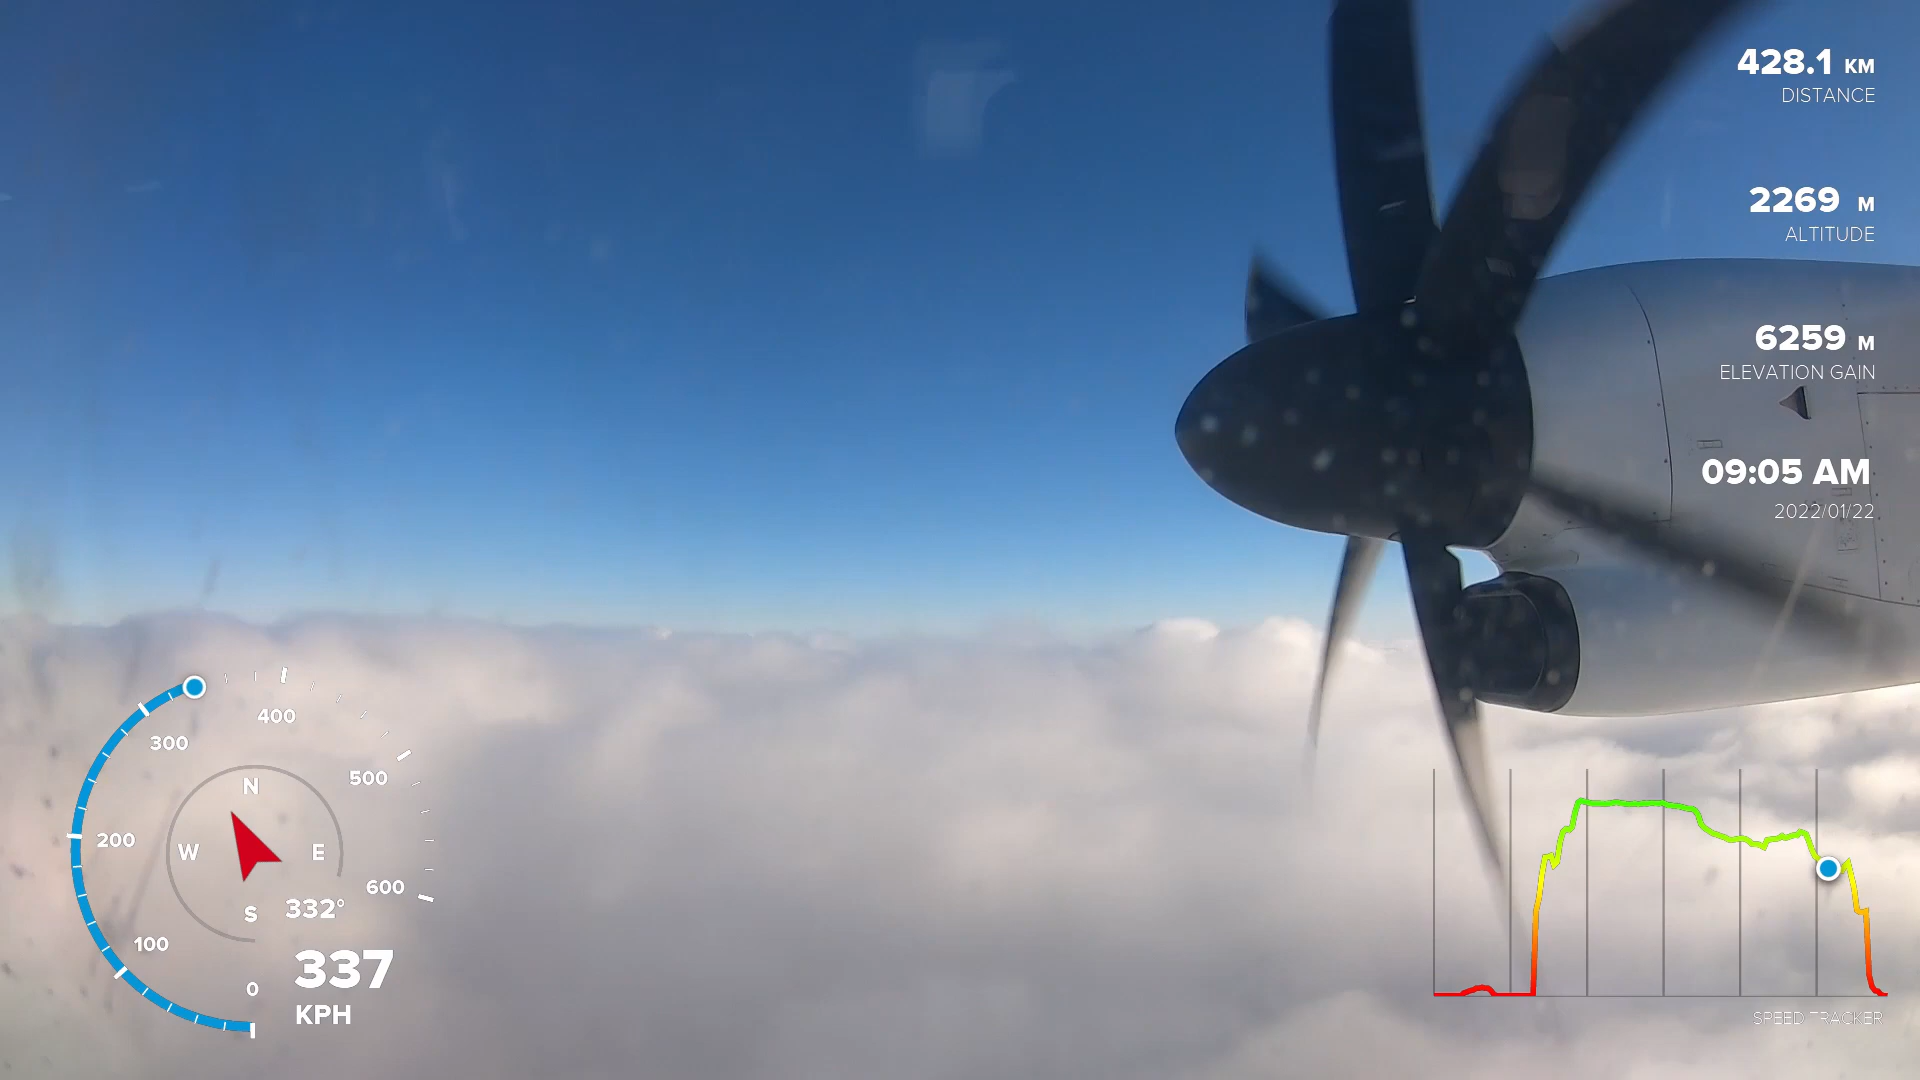 428.1 KM
DISTANCE
2269 M
ALTITUDE
6259 M
ELEVATION GAIN
09:05 AM
2022/01/22
400
300
500
N
200
W
E
600
332°
S
100
337
0
KPH
SPEED TRACKER